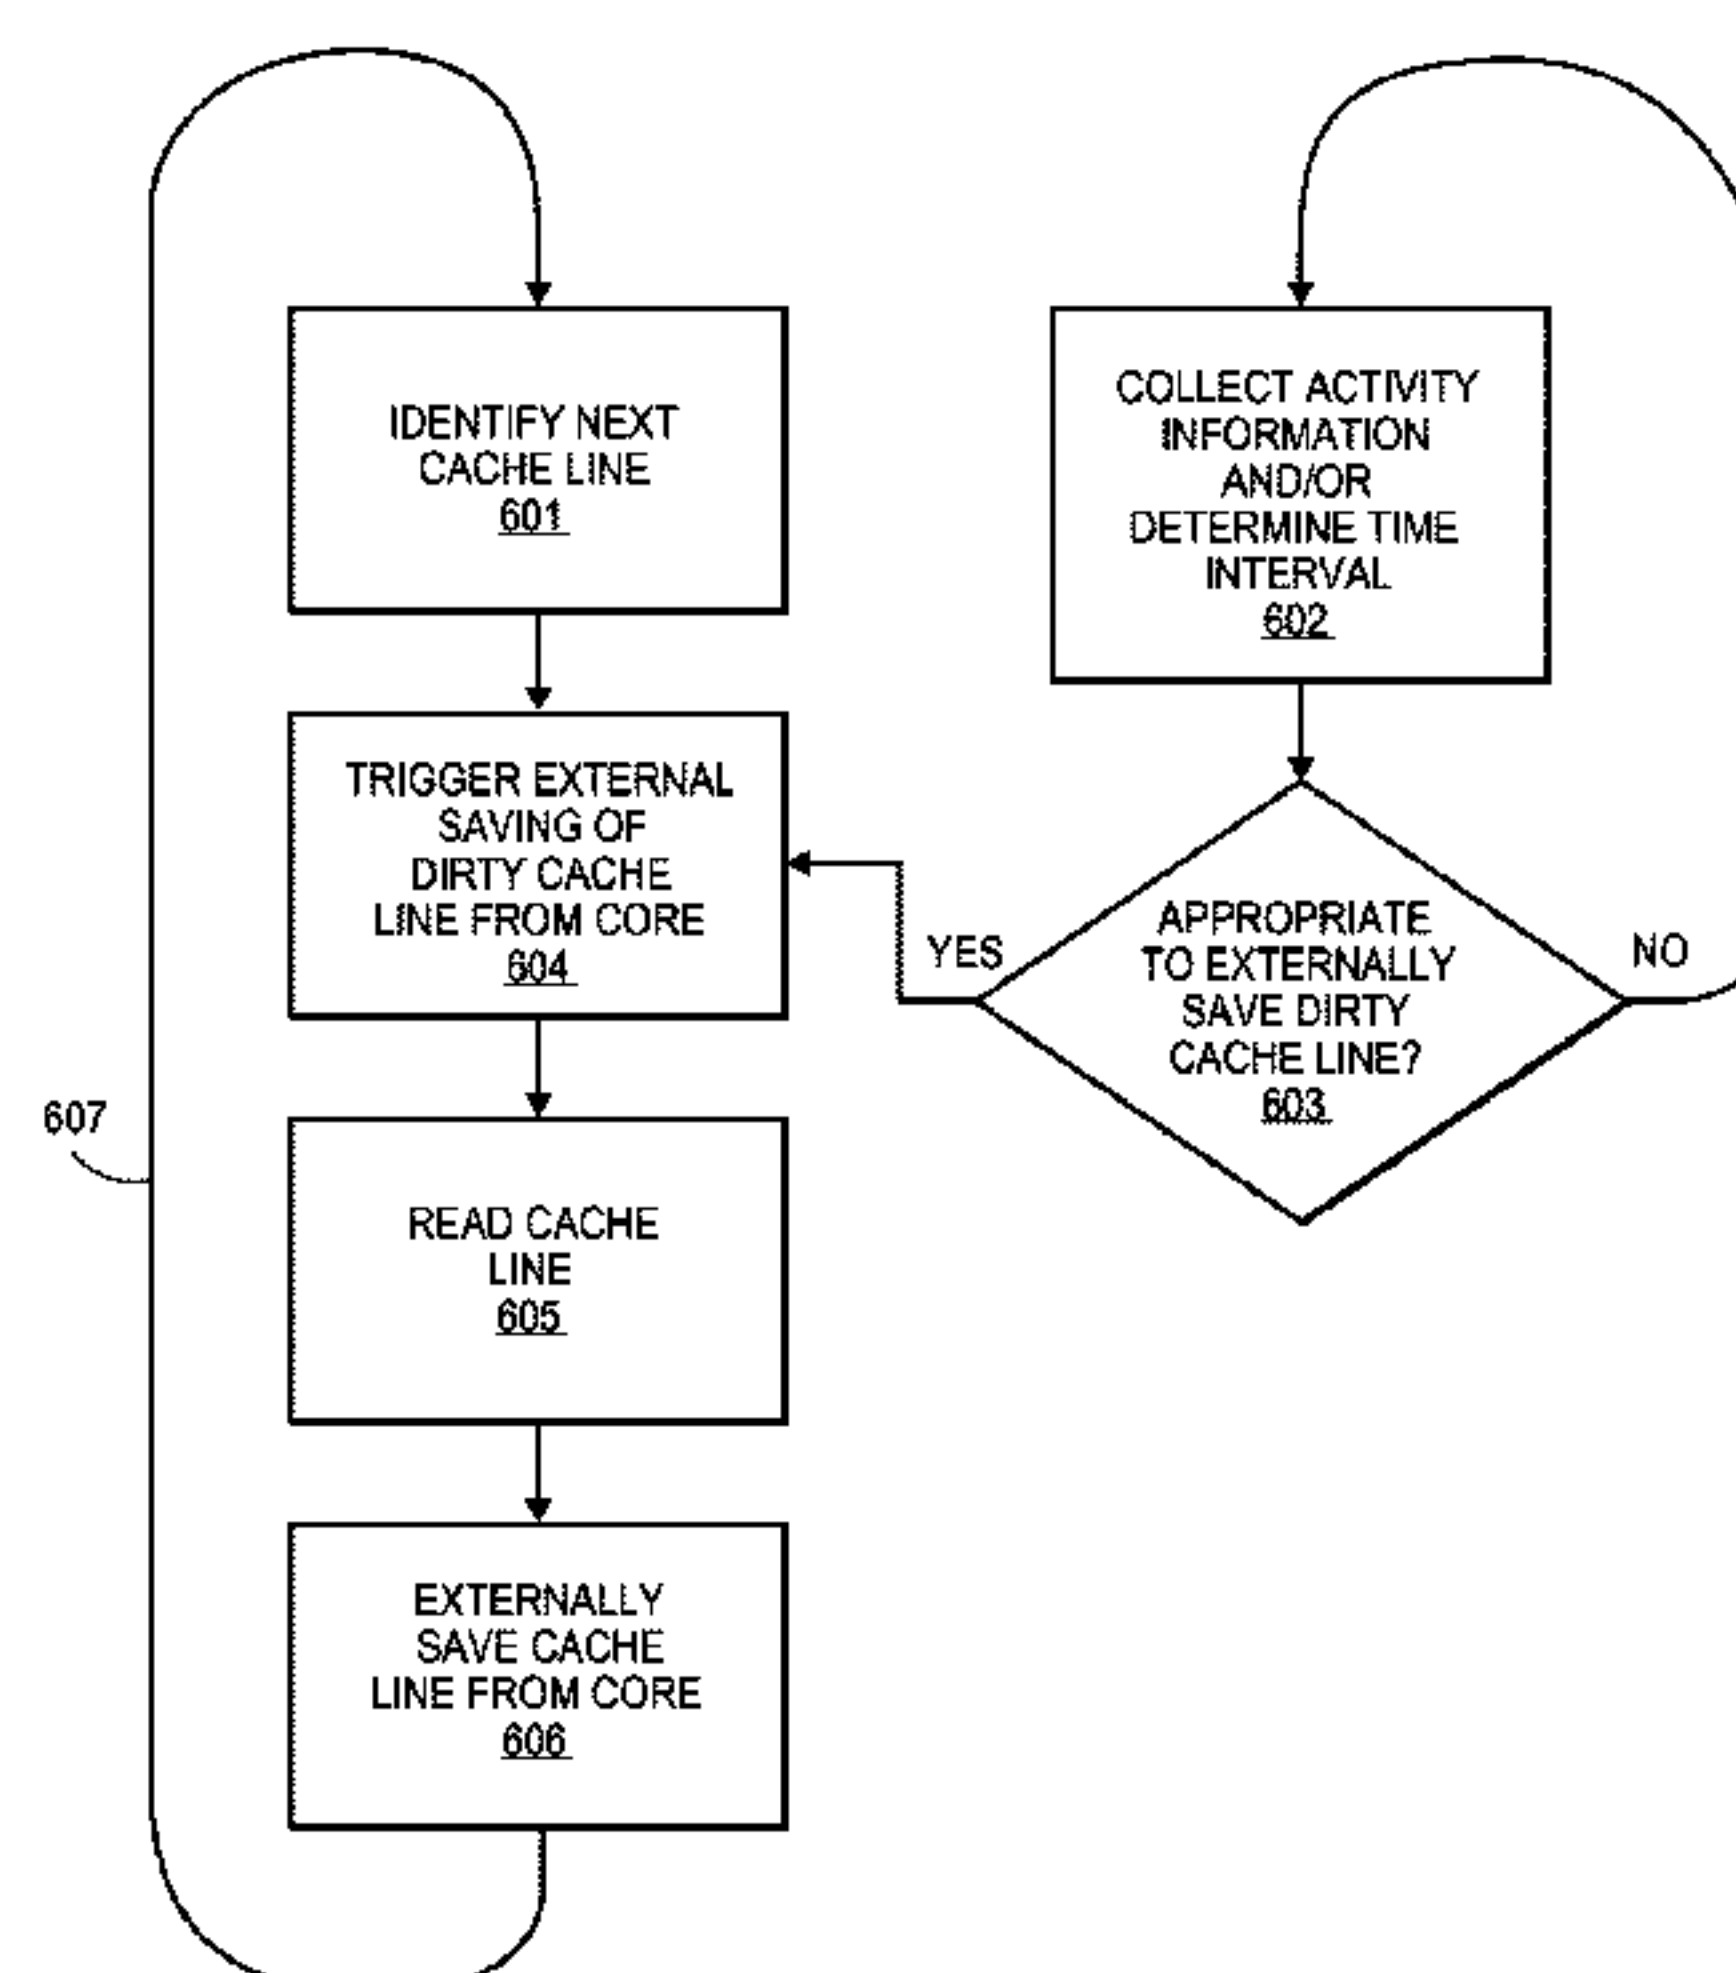 IDENTIFY NEXT
CACHE LINE
601
COLLECT ACTIVITY
INFORMATION
AND/OR
DETERMINE TIME
INTERVAL
602
TRIGGER EXTERNAL
SAVING OF
DIRTY CACHE
LINE FROM CORE
604
YES
APPROPRIATE
TO EXTERNALLY
SAVE DIRTY
CACHE LINE?
603
NO
607
READ CACHE
LINE
605
EXTERNALLY
SAVE CACHE
LINE FROM CORE
606